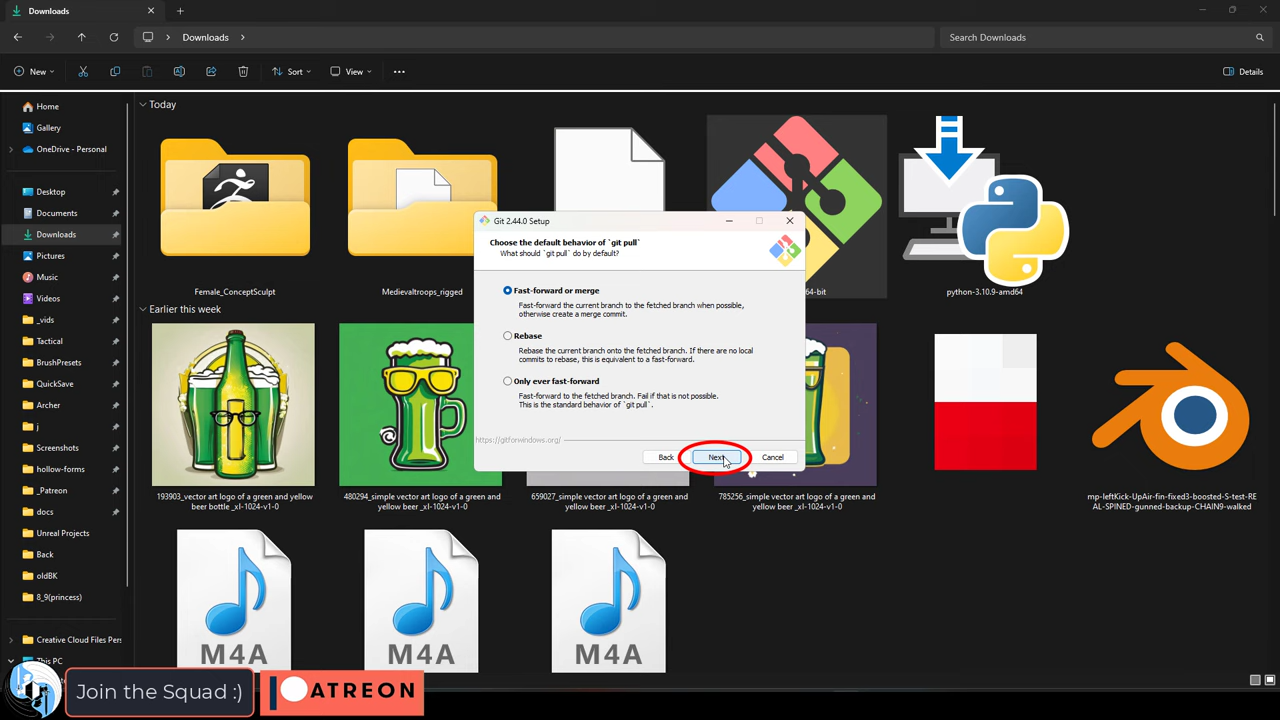 Downloads
Downloads
Search Downloads
New
Sort
View
Details
Home
Gallery
OneDrive - Personal
Desktop
Documents
Downloads
Pictures
Music
Videos
_vids
Tactical
BrushPresets
QuickSave
Archer
j
Screenshots
hollow-forms
_Patreon
docs
Unreal Projects
Back
oldBK
8_9(princess)
Creative Cloud Files Pers
This PC
Today
Female_ConceptSculpt
Medievaltroops_rigged
64-bit
python-3.10.9-amd64
Git 2.44.0 Setup
Choose the default behavior of `git pull`
What should `git pull` do by default?
Fast-forward or merge
Fast-forward the current branch to the fetched branch when possible,
otherwise create a merge commit.
Rebase
Rebase the current branch onto the fetched branch. If there are no local
commits to rebase, this is equivalent to a fast-forward.
Only ever fast-forward
Fast-forward to the fetched branch. Fail if that is not possible.
This is the standard behavior of `git pull`.
https://gitforwindows.org/
Back
Next
Cancel
Earlier this week
193903_vector art logo of a green and yellow
beer bottle _xl-1024-v1-0
480294_simple vector art logo of a green and
yellow beer _xl-1024-v1-0
659027_simple vector art logo of a green and
yellow beer _xl-1024-v1-0
785256_simple vector art logo of a green and
yellow beer _xl-1024-v1-0
mp-leftKick-UpAir-fin-fixed3-boosted-S-test-RE
AL-SPINED-gunned-backup-CHAIN9-walked
M4A
M4A
M4A
Join the Squad :)
PATREON